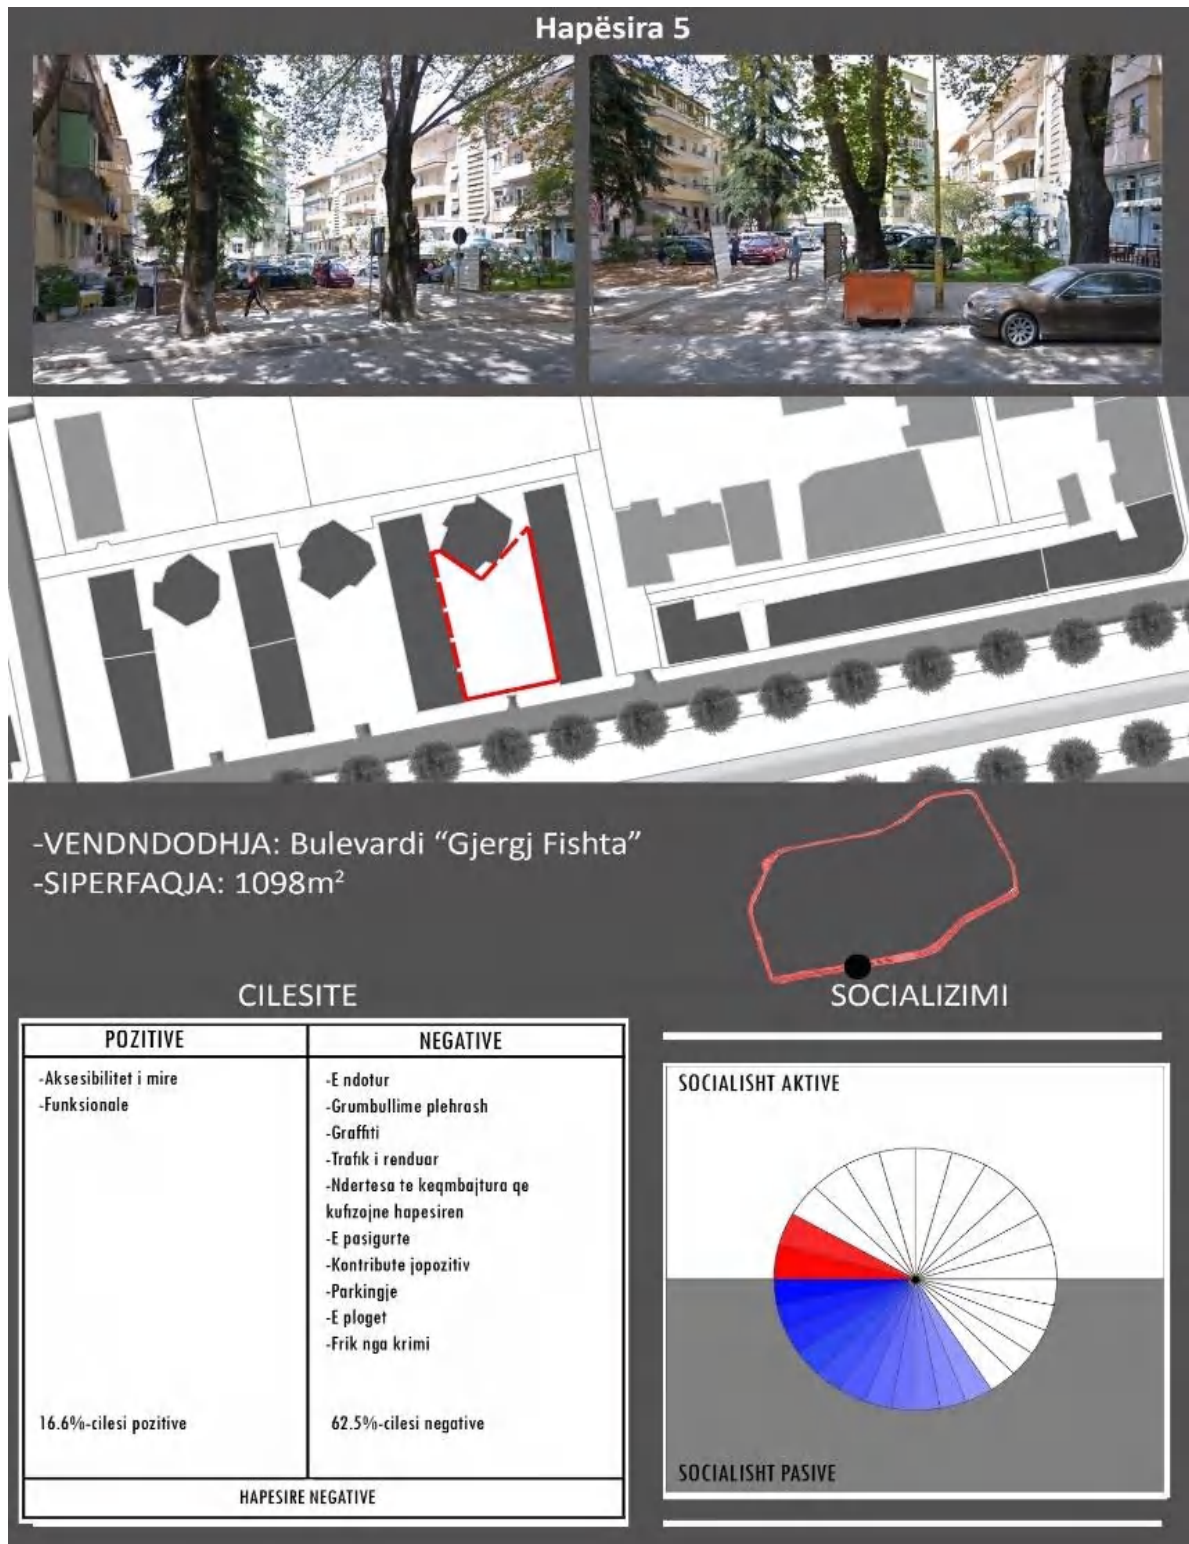 Hapësira 5
-VENDNDODHJA: Bulevardi “Gjergj Fishta”
-SIPERFAQJA: 1098m²
CILESITE
POZITIVE
NEGATIVE
-Aksesibilitet i mire
-Funksionale
-E ndotur
-Grumbullime plehrash
-Graffiti
-Trafik i renduar
-Ndertesa te keqmbajtura qe
kufizojne hapesiren
-E pasigurte
-Kontribute jopozitiv
-Parkingje
-E ploget
-Frik nga krimi
16.6%-cilesi pozitive
62.5%-cilesi negative
HAPESIRE NEGATIVE
SOCIALIZIMI
SOCIALISHT AKTIVE
SOCIALISHT PASIVE